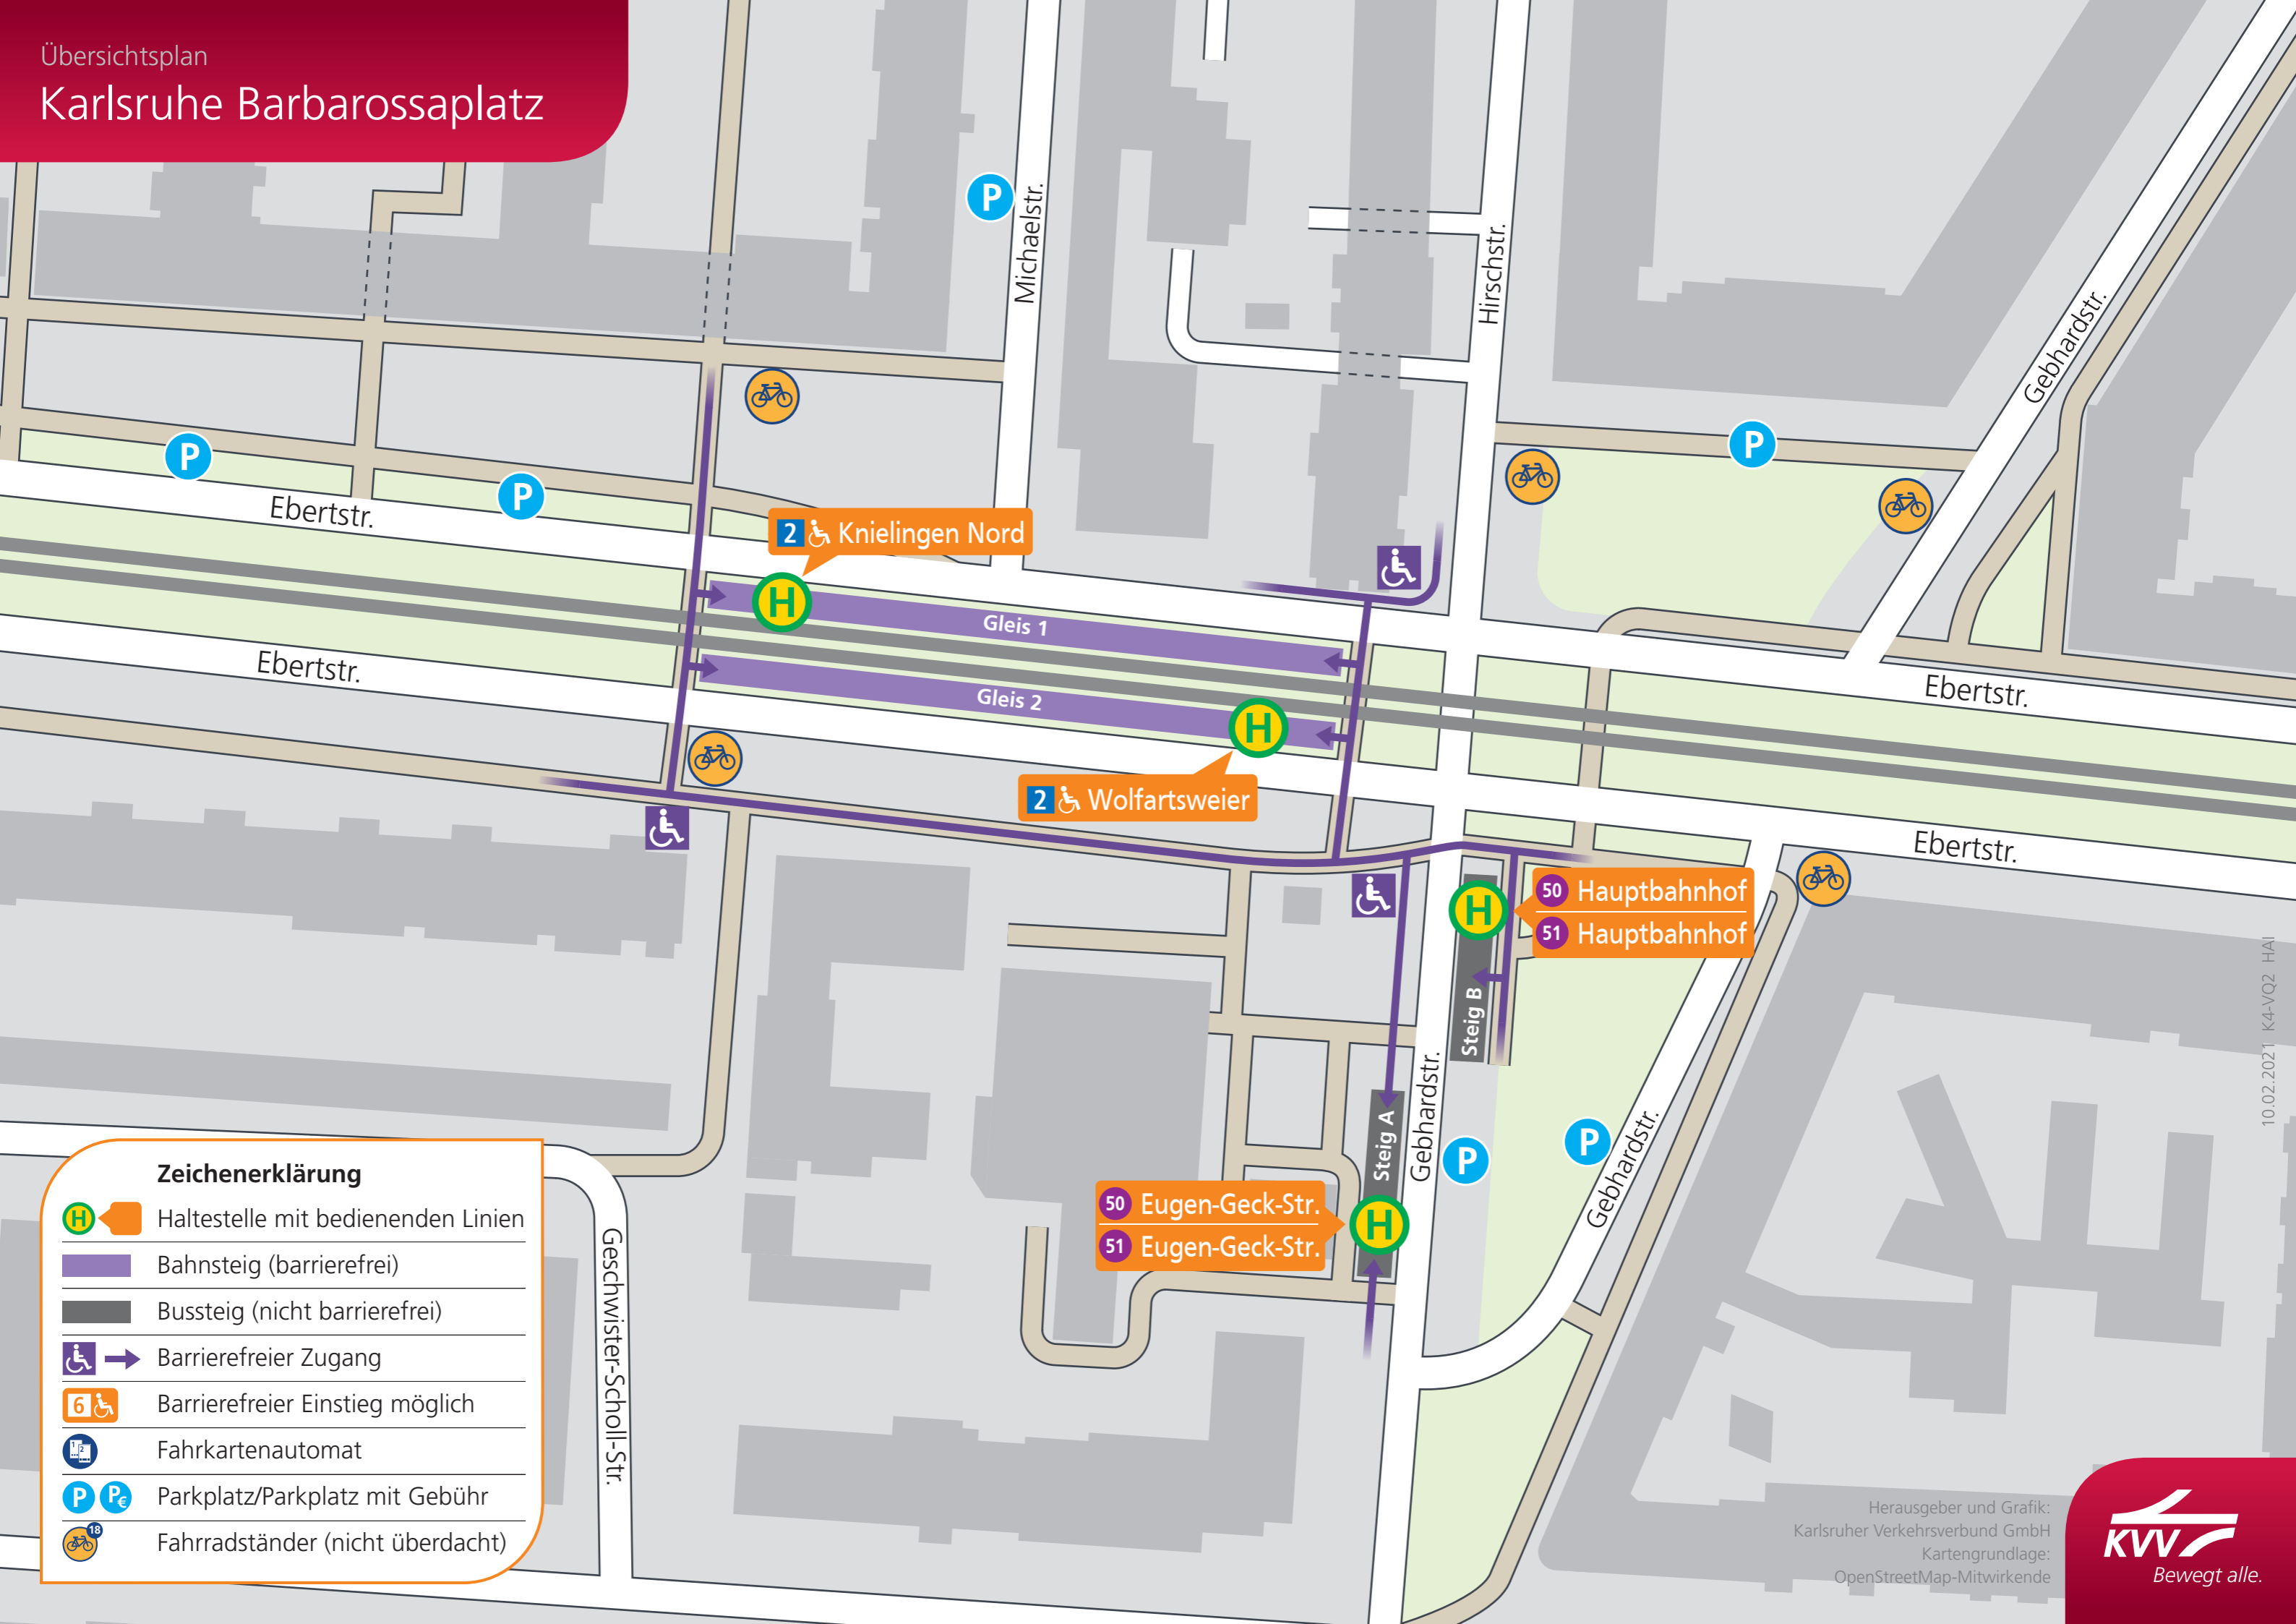 Übersichtsplan
Karlsruhe Barbarossaplatz
P
Michaelstr.
Hirschstr.
Gebhardstr.
P
P
P
Ebertstr.
2 Knielingen Nord
H
Gleis 1
Ebertstr.
Gleis 2
H
Ebertstr.
2 Wolfartsweier
Ebertstr.
H
50 Hauptbahnhof
51 Hauptbahnhof
Steig B
Gebhardstr.
Steig A
P
P
Gebhardstr.
50 Eugen-Geck-Str.
51 Eugen-Geck-Str.
H
Geschwister-Scholl-Str.
Zeichenerklärung
H Haltestelle mit bedienenden Linien
Bahnsteig (barrierefrei)
Bussteig (nicht barrierefrei)
Barrierefreier Zugang
6 Barrierefreier Einstieg möglich
1 2 Fahrkartenautomat
P P€ Parkplatz/Parkplatz mit Gebühr
18 Fahrradständer (nicht überdacht)
10.02.2021 K4-VQ2 HAI
Herausgeber und Grafik:
Karlsruher Verkehrsverbund GmbH
Kartengrundlage:
OpenStreetMap-Mitwirkende
KVV
Bewegt alle.